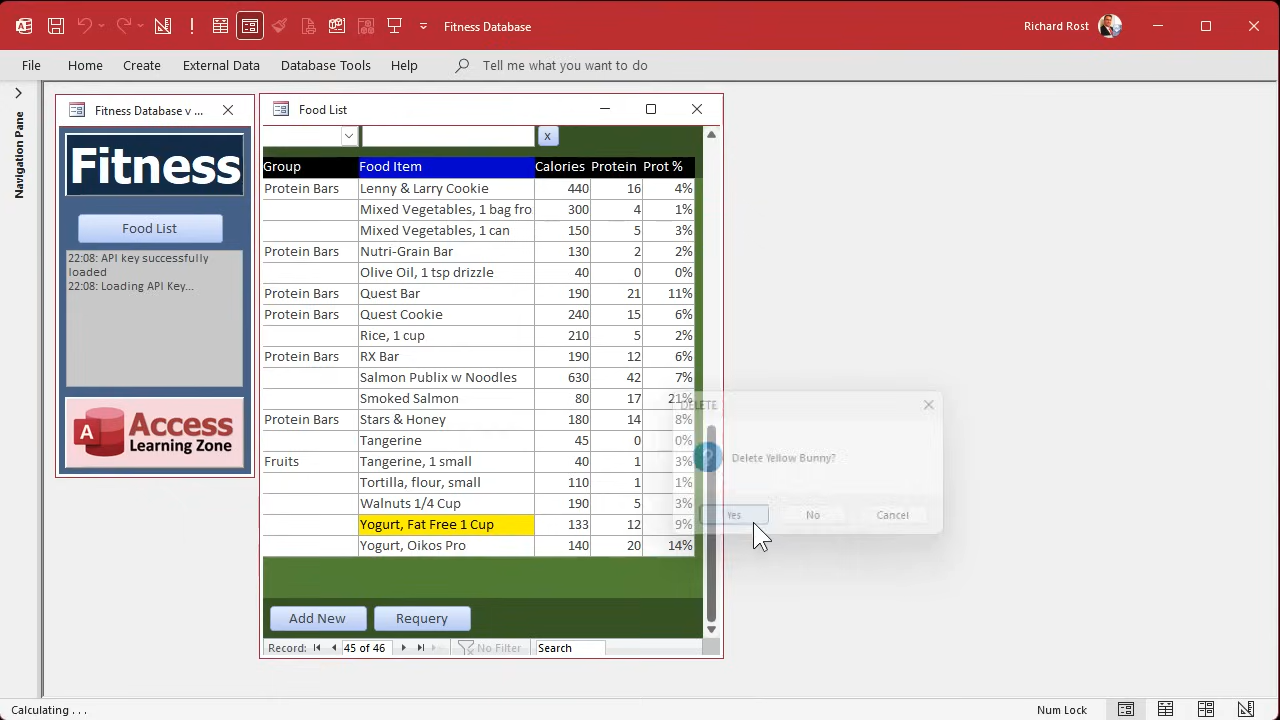 Fitness Database
Richard Rost
File
Home
Create
External Data
Database Tools
Help
Tell me what you want to do
Navigation Pane
Fitness Database v ...
Fitness
Food List
22:08: API key successfully
loaded
22:08: Loading API Key...
Access
Learning Zone
A
Food List
x
Group Food Item Calories Protein Prot %
Protein Bars Lenny & Larry Cookie 440 16 4%
Mixed Vegetables, 1 bag fro 300 4 1%
Mixed Vegetables, 1 can 150 5 3%
Protein Bars Nutri-Grain Bar 130 2 2%
Olive Oil, 1 tsp drizzle 40 0 0%
Protein Bars Quest Bar 190 21 11%
Protein Bars Quest Cookie 240 15 6%
Rice, 1 cup 210 5 2%
Protein Bars RX Bar 190 12 6%
Salmon Publix w Noodles 630 42 7%
Smoked Salmon 80 17 21%
Protein Bars Stars & Honey 180 14 8%
Tangerine 45 0 0%
Fruits Tangerine, 1 small 40 1 3%
Tortilla, flour, small 110 1 1%
Walnuts 1/4 Cup 190 5 3%
Yogurt, Fat Free 1 Cup 133 12 9%
Yogurt, Oikos Pro 140 20 14%
DELETE
?
Delete Yellow Bunny?
Yes
No
Cancel
Add New
Requery
Record: 45 of 46 No Filter Search
Calculating . . .
Num Lock